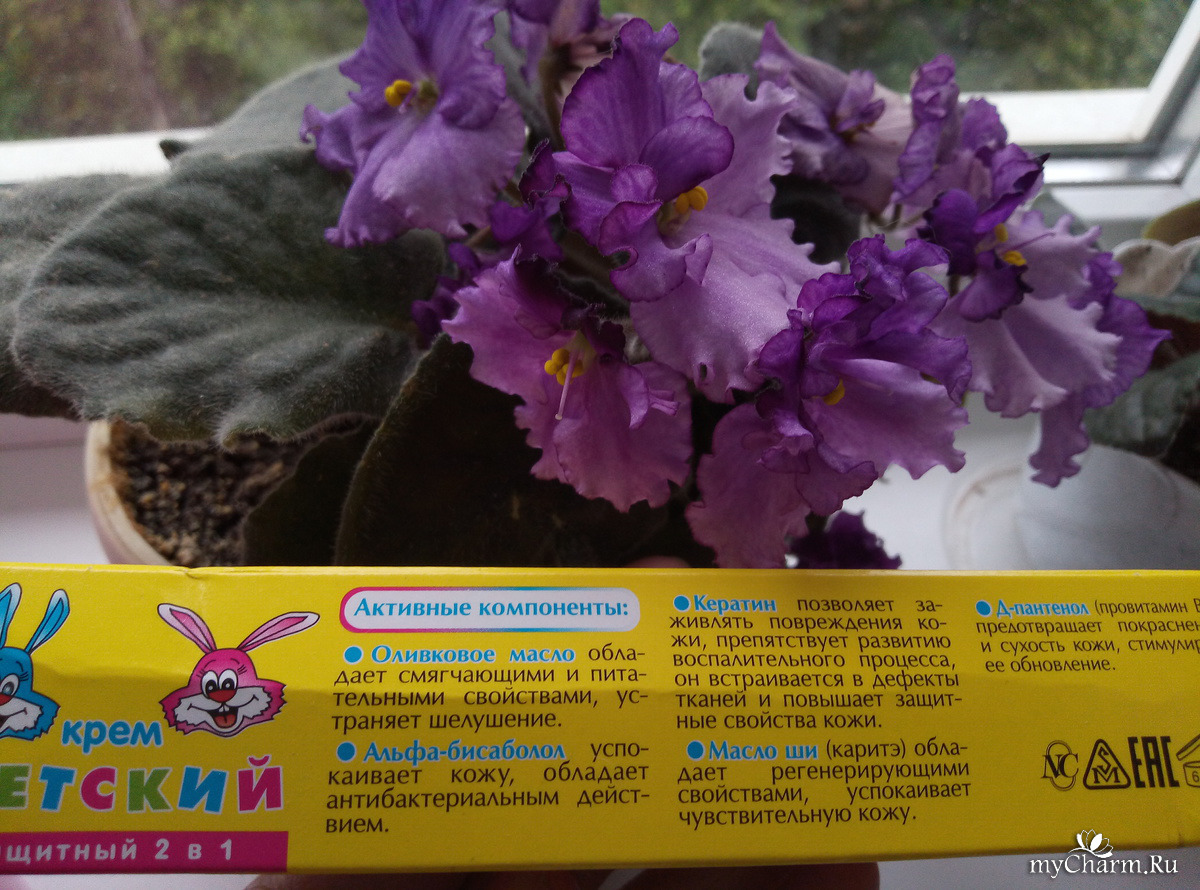 крем
ЕТСКИЙ
щитный 2 в 1
Активные компоненты:
• Оливковое масло обла-
дает смягчающими и пита-
тельными свойствами, ус-
траняет шелушение.
• Альфа-бисаболол успо-
каивает кожу, обладает
антибактериальным дейст-
вием.
• Кератин позволяет за-
живлять повреждения ко-
жи, препятствует развитию
воспалительного процесса,
он встраивается в дефекты
тканей и повышает защит-
ные свойства кожи.
• Масло ши (каритэ) обла-
дает регенерирующими
свойствами, успокаивает
чувствительную кожу.
• Д-пантенол (провитамин В
предотвращает покраснен
и сухость кожи, стимулир
ее обновление.
ЕАС
6
myCharm.Ru